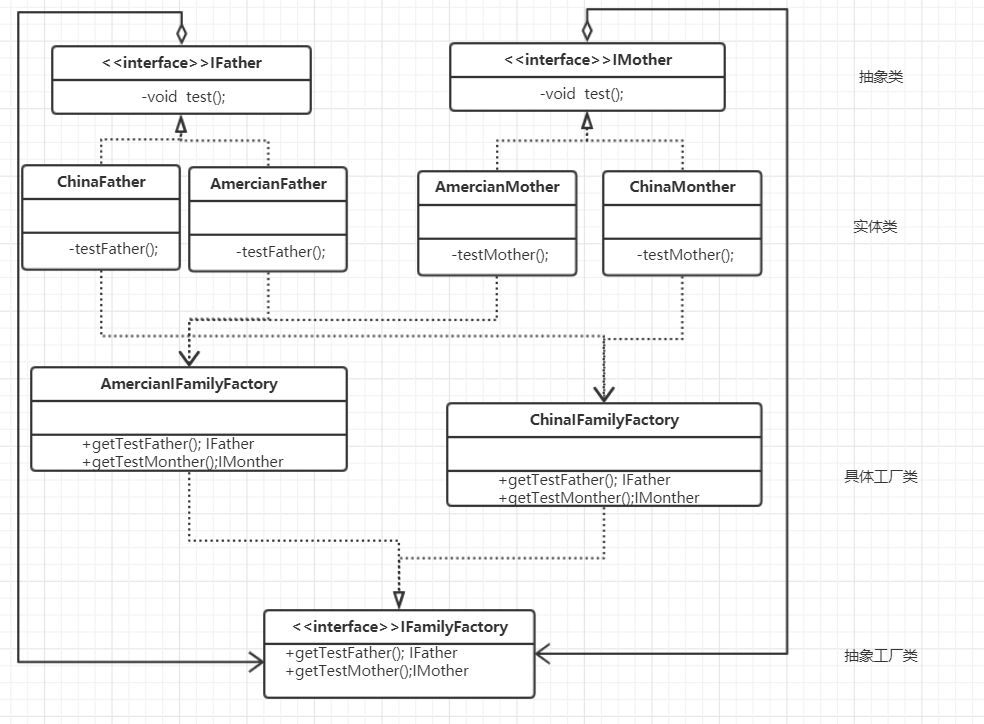 <<interface>>IFather
-void  test();
<<interface>>IMother
-void  test();
抽象类
ChinaFather
-testFather();
AmercianFather
-testFather();
AmercianMother
-testMother();
ChinaMonther
-testMother();
实体类
AmercianIFamilyFactory
+getTestFather(); IFather
+getTestMonther();IMonther
ChinaIFamilyFactory
+getTestFather(); IFather
+getTestMonther();IMonther
具体工厂类
<<interface>>IFamilyFactory
+getTestFather(); IFather
+getTestMother();IMother
抽象工厂类